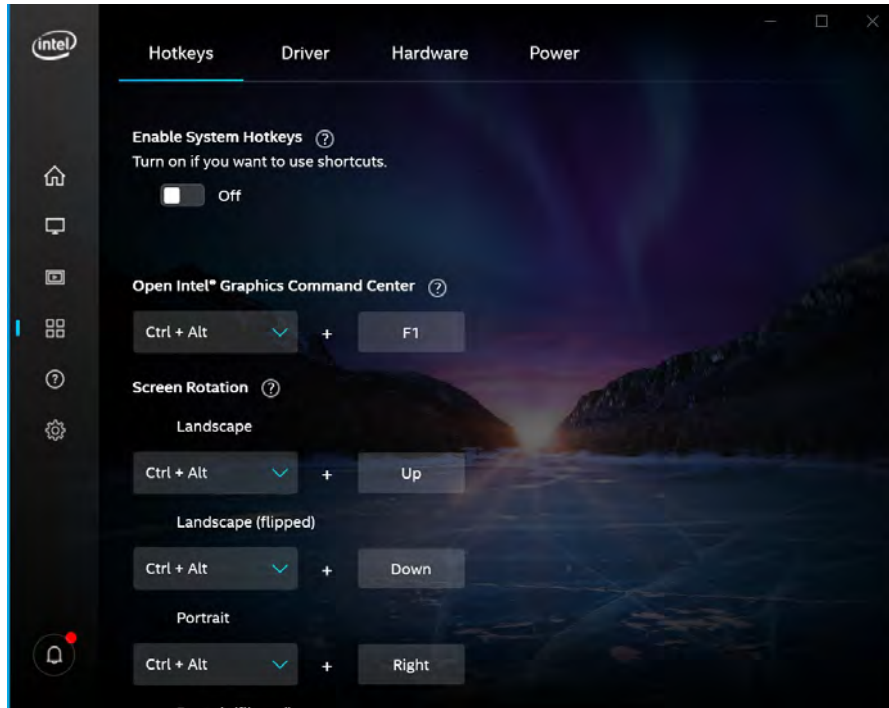 intel
Hotkeys Driver Hardware Power
Enable System Hotkeys ?
Turn on if you want to use shortcuts.
Off
Open Intel® Graphics Command Center ?
Ctrl + Alt + F1
Screen Rotation ?
Landscape
Ctrl + Alt + Up
Landscape (flipped)
Ctrl + Alt + Down
Portrait
Ctrl + Alt + Right